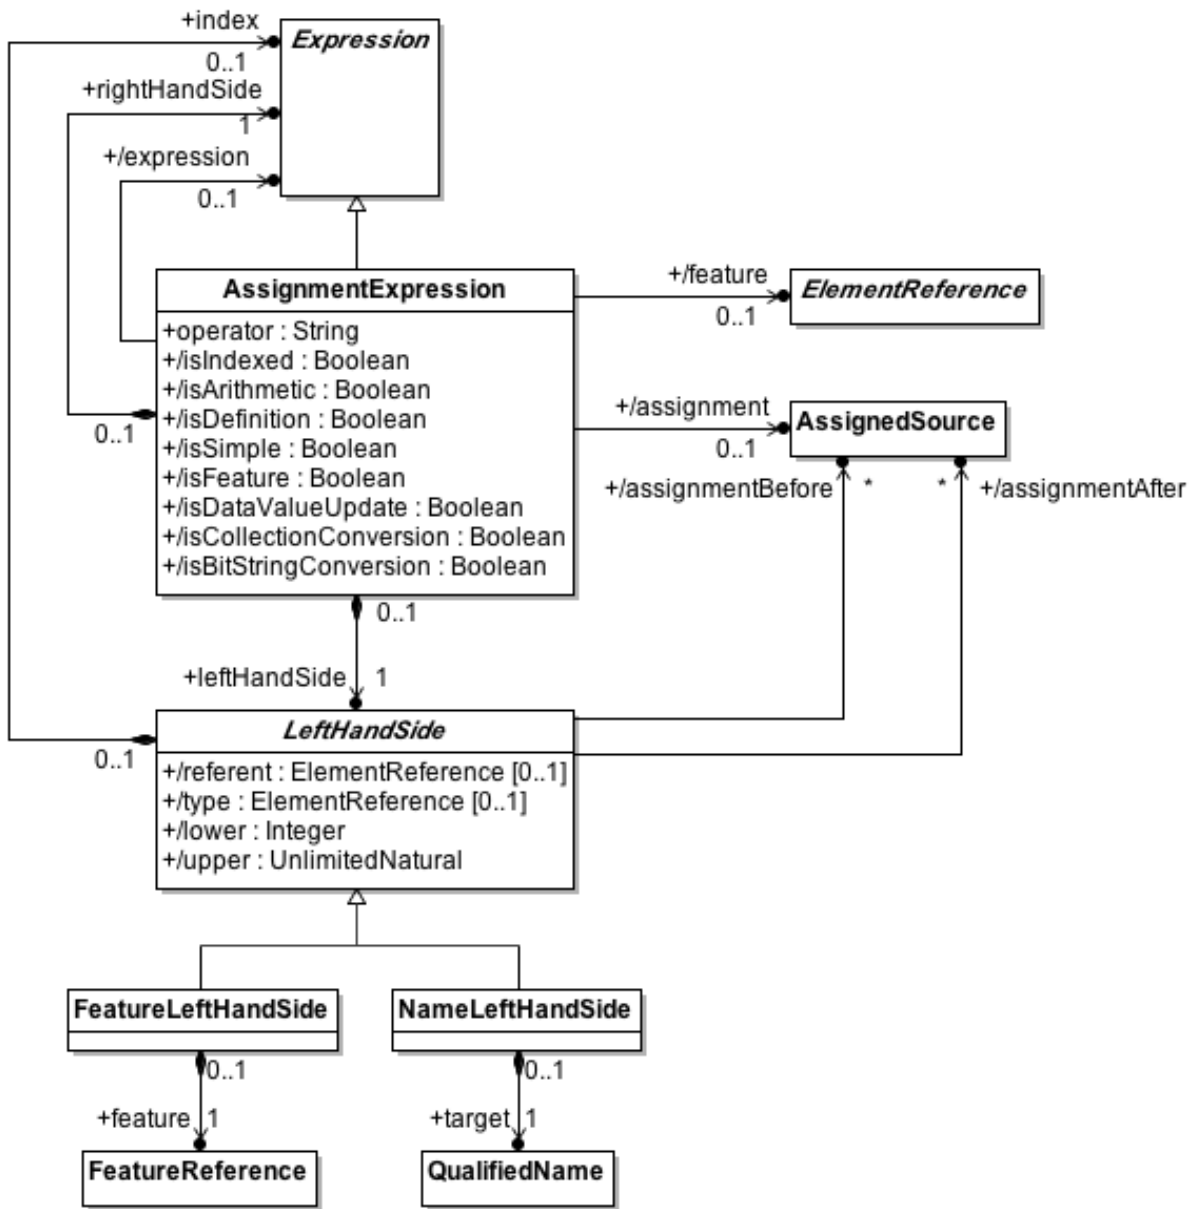 +index
Expression
0..1
+rightHandSide
1
+/expression
0..1
AssignmentExpression
+operator : String
+/isIndexed : Boolean
+/isArithmetic : Boolean
+/isDefinition : Boolean
+/isSimple : Boolean
+/isFeature : Boolean
+/isDataValueUpdate : Boolean
+/isCollectionConversion : Boolean
+/isBitStringConversion : Boolean
0..1
+/feature
0..1
ElementReference
+/assignment
0..1
AssignedSource
+/assignmentBefore
*
*
+/assignmentAfter
0..1
+leftHandSide
1
LeftHandSide
0..1
+/referent : ElementReference [0..1]
+/type : ElementReference [0..1]
+/lower : Integer
+/upper : UnlimitedNatural
FeatureLeftHandSide
NameLeftHandSide
0..1
0..1
+feature
1
+target
1
FeatureReference
QualifiedName